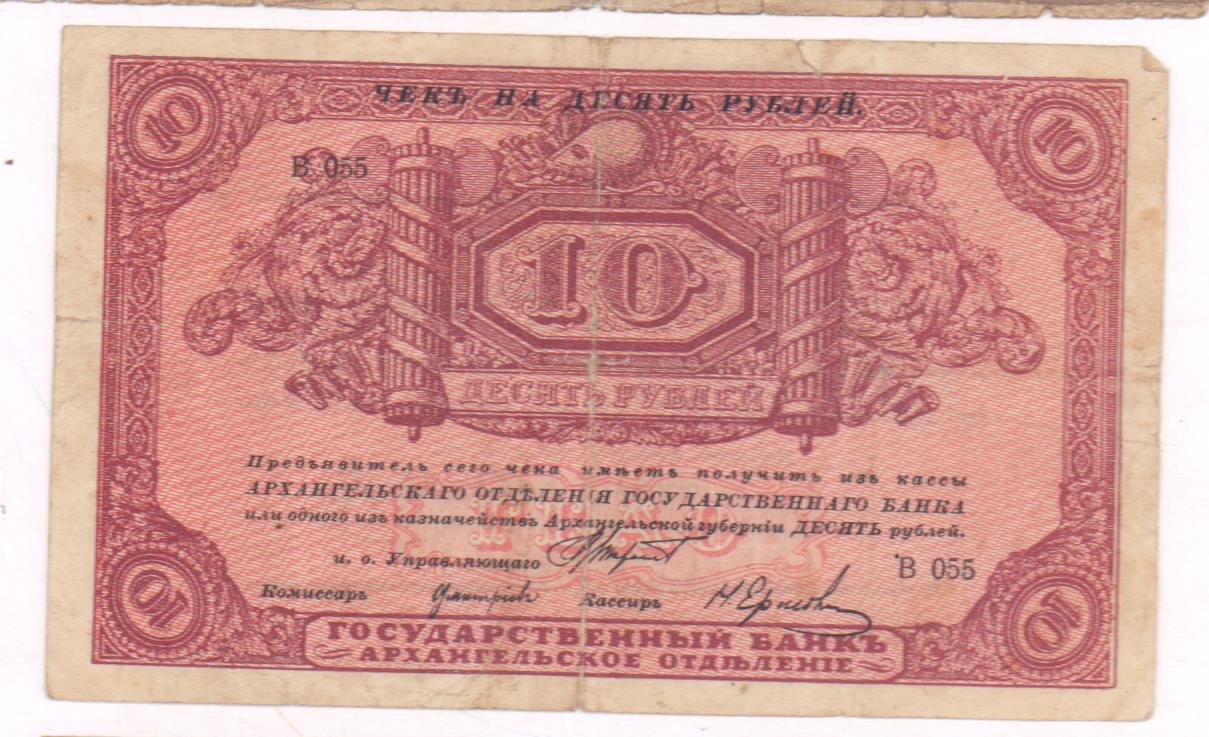 ЧЕКЪ НА ДЕСЯТЬ РУБЛЕЙ.
10 10
В 055
10
ДЕСЯТЬ РУБЛЕЙ
Предъявитель сего чека имѣетъ получить изъ кассы
АРХАНГЕЛЬСКАГО ОТДѢЛЕНІЯ ГОСУДАРСТВЕННАГО БАНКА
или одного изъ казначействъ Архангельской губерніи ДЕСЯТЬ рублей.
и. о. Управляющаго
В 055
Комиссаръ Кассиръ
10 10
ГОСУДАРСТВЕННЫЙ БАНКЪ
АРХАНГЕЛЬСКОЕ ОТДѢЛЕНІЕ